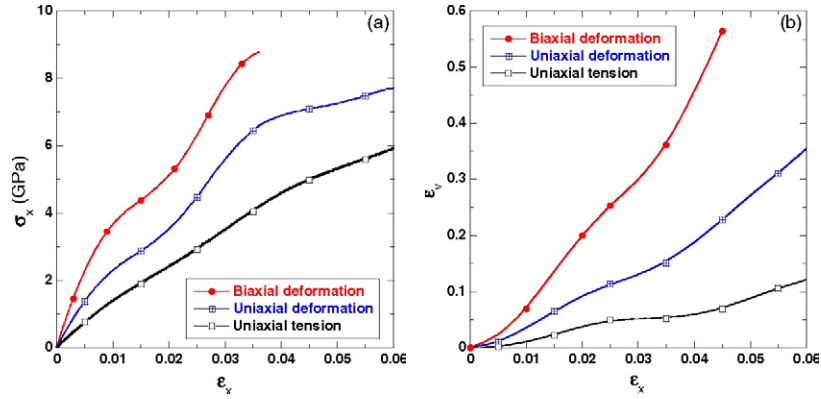 (a)
10
8
6
4
2
0
σx (GPa)
Biaxial deformation
Uniaxial deformation
Uniaxial tension
0 0.01 0.02 0.03 0.04 0.05 0.06
εx
(b)
0.6
0.5
0.4
0.3
0.2
0.1
0
εv
Biaxial deformation
Uniaxial deformation
Uniaxial tension
0 0.01 0.02 0.03 0.04 0.05 0.06
εx